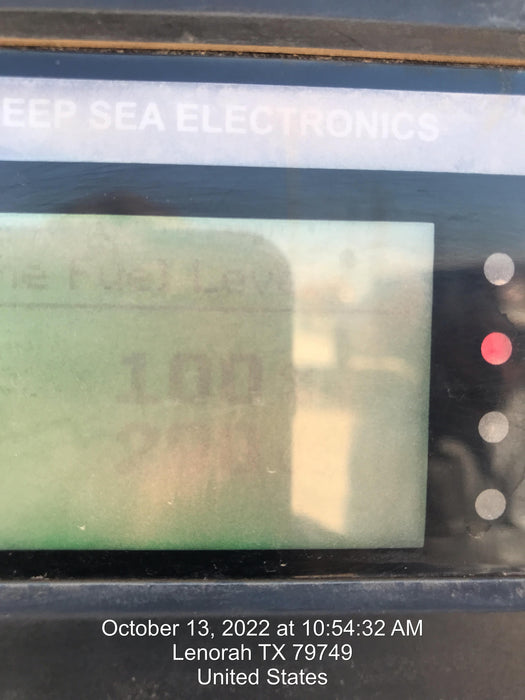 EEP SEA ELECTRONICS
Fuel Level
100
October 13, 2022 at 10:54:32 AM
Lenorah TX 79749
United States